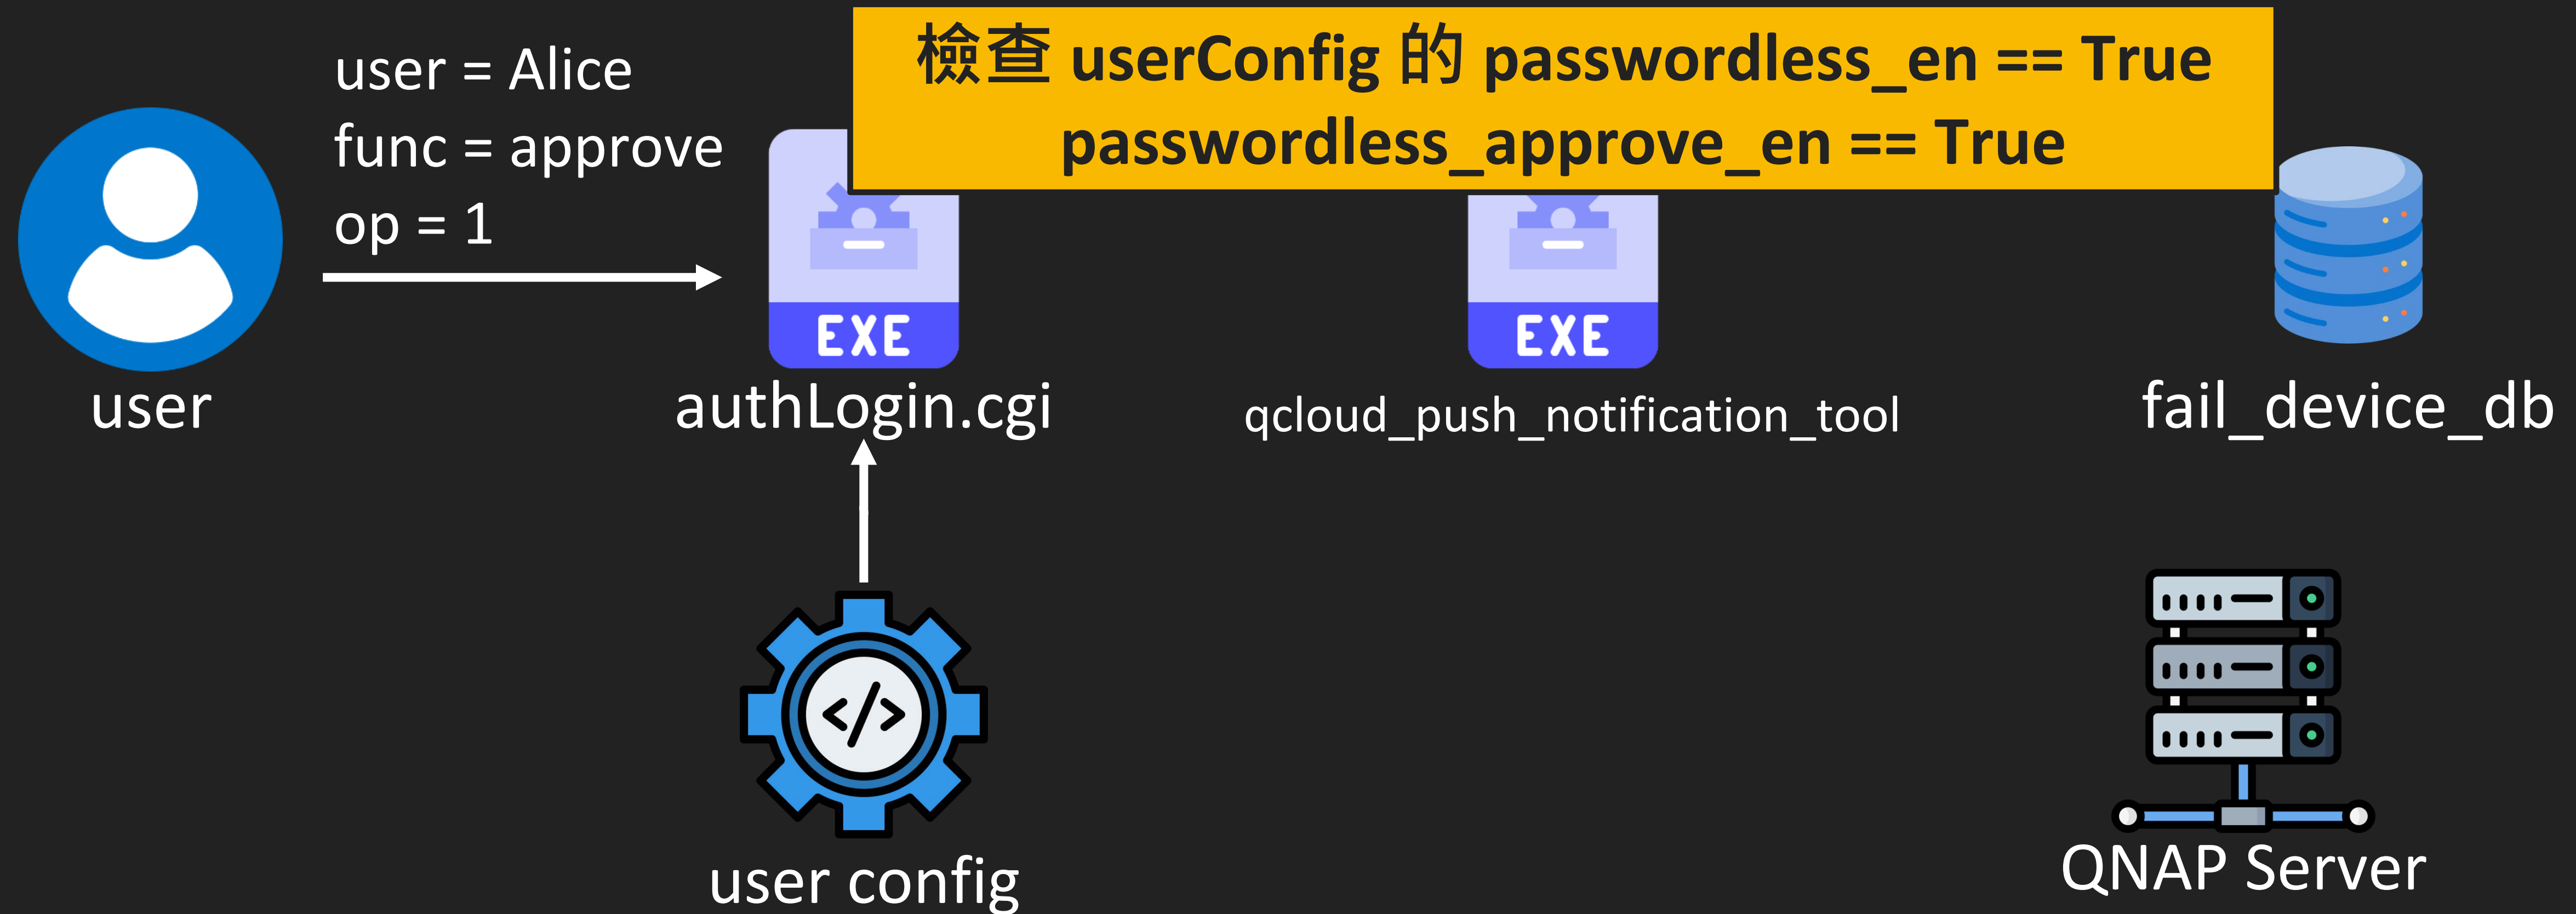 檢查 userConfig 的 passwordless_en == True
passwordless_approve_en == True
user = Alice
func = approve
op = 1
EXE
EXE
user
authLogin.cgi
qcloud_push_notification_tool
fail_device_db
</>
user config
QNAP Server